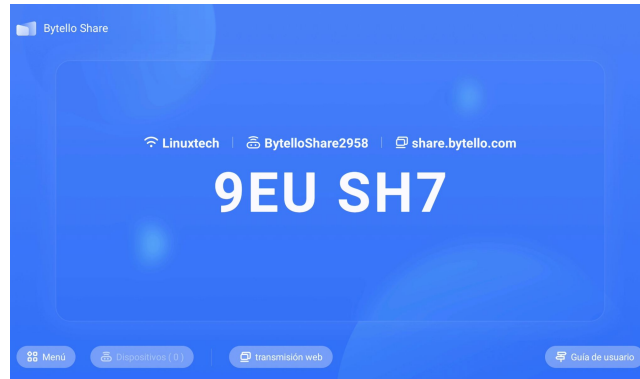 Bytello Share
Linuxtech BytelloShare2958 share.bytello.com
9EU SH7
Menú Dispositivos ( 0 ) transmisión web Guía de usuario